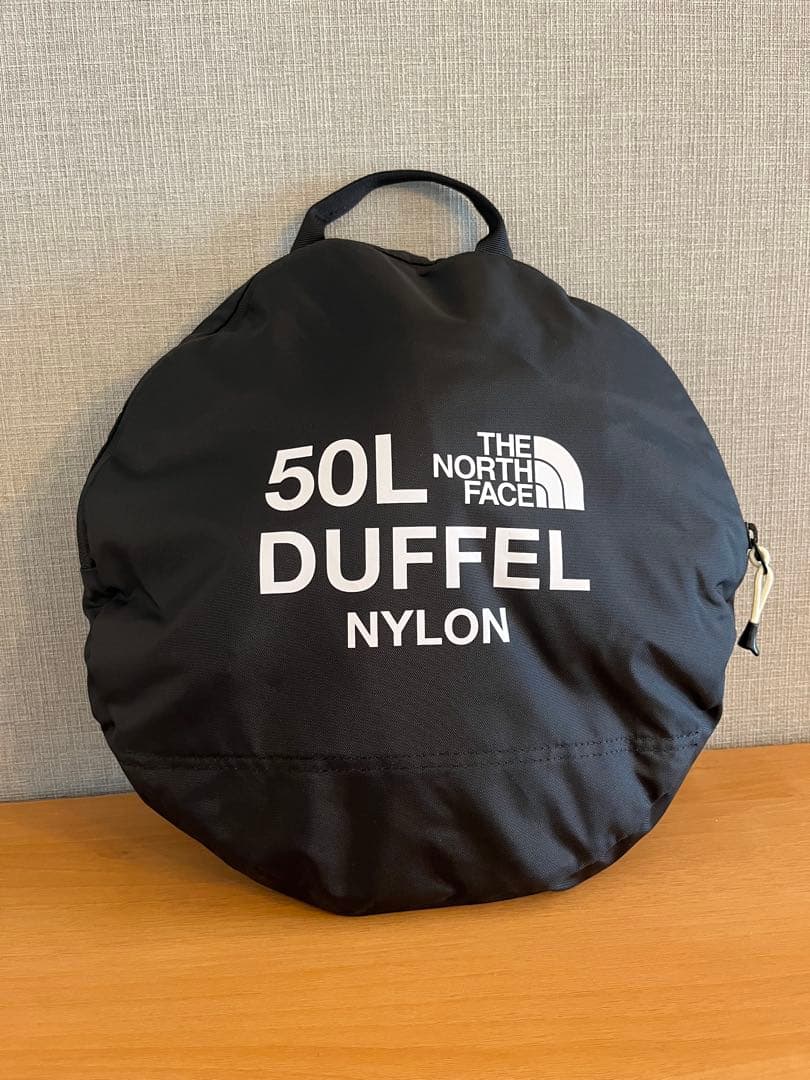 50L THE NORTH FACE
DUFFEL
NYLON